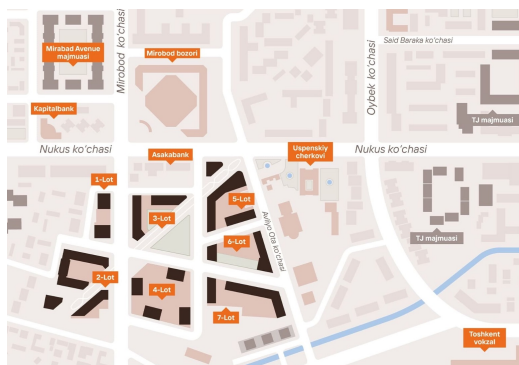 Mirabad Avenue
majmuasi
Mirobod ko'chasi
Mirobod bozori
Oybek ko'chasi
Said Baraka ko'chasi
Kapitalbank
TJ majmuasi
Nukus ko'chasi
Asakabank
Uspenskiy
cherkovi
Nukus ko'chasi
1-Lot
5-Lot
3-Lot
Avliyo Ota ko'chasi
6-Lot
TJ majmuasi
2-Lot
4-Lot
7-Lot
Toshkent
vokzal